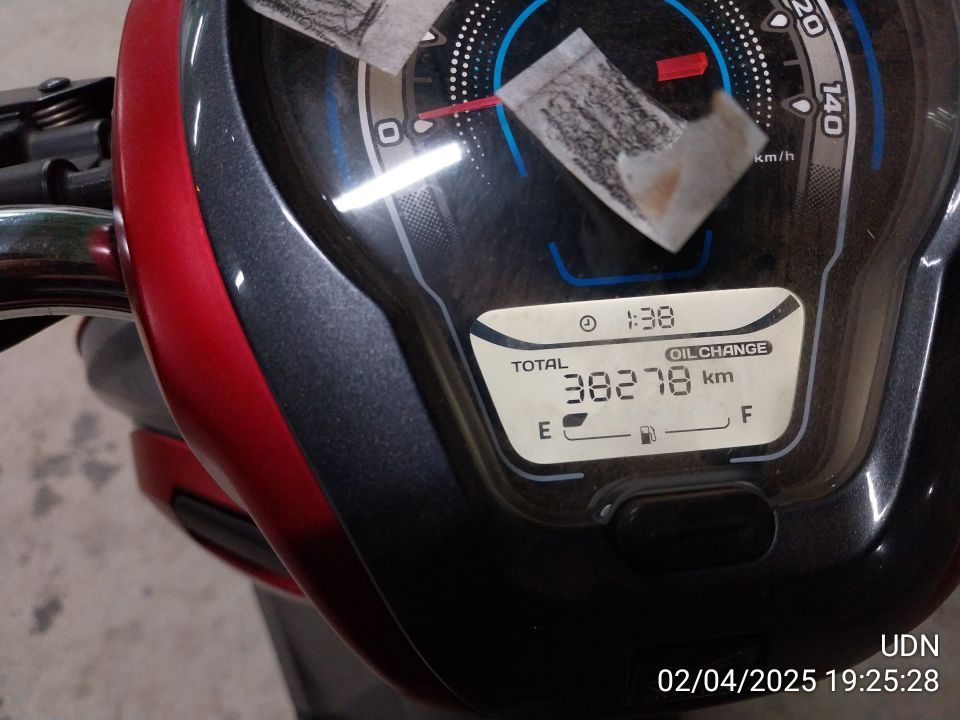 120
140
0
km/h
1:38
OIL CHANGE
TOTAL
38278 km
E F
UDN
02/04/2025 19:25:28